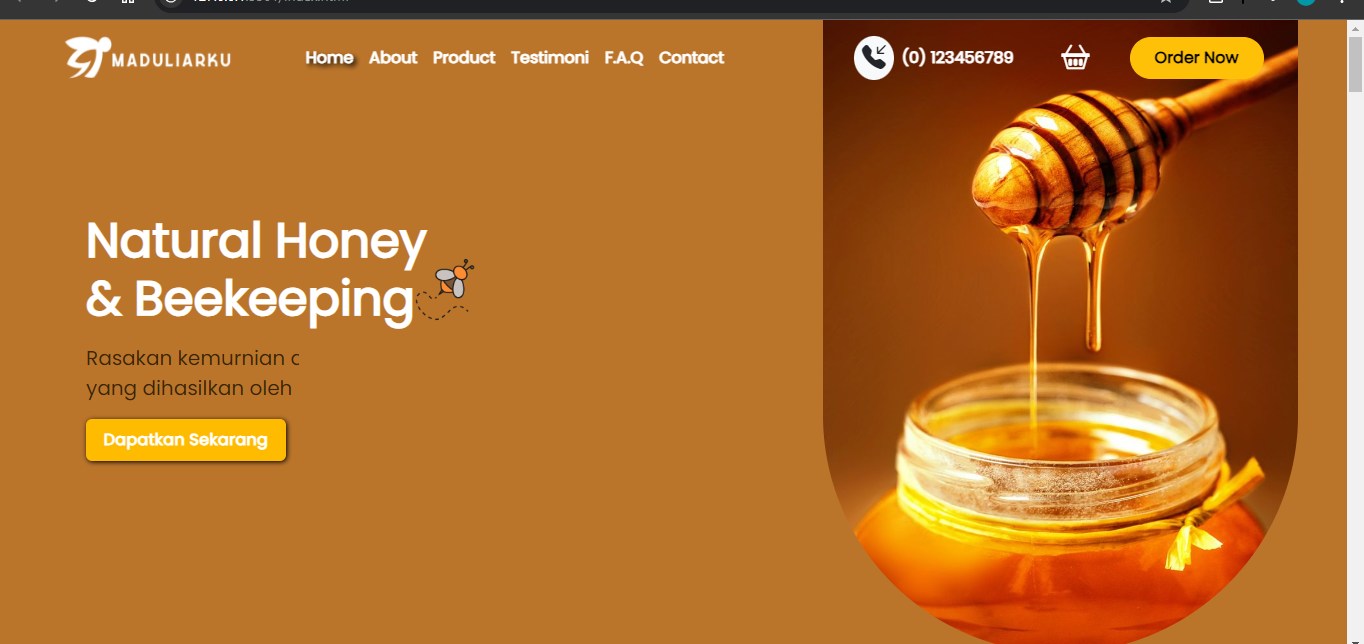 MADULIARKU
Home About Product Testimoni F.A.Q Contact
(0) 123456789
Order Now
Natural Honey
& Beekeeping
Rasakan kemurnian
yang dihasilkan oleh
Dapatkan Sekarang